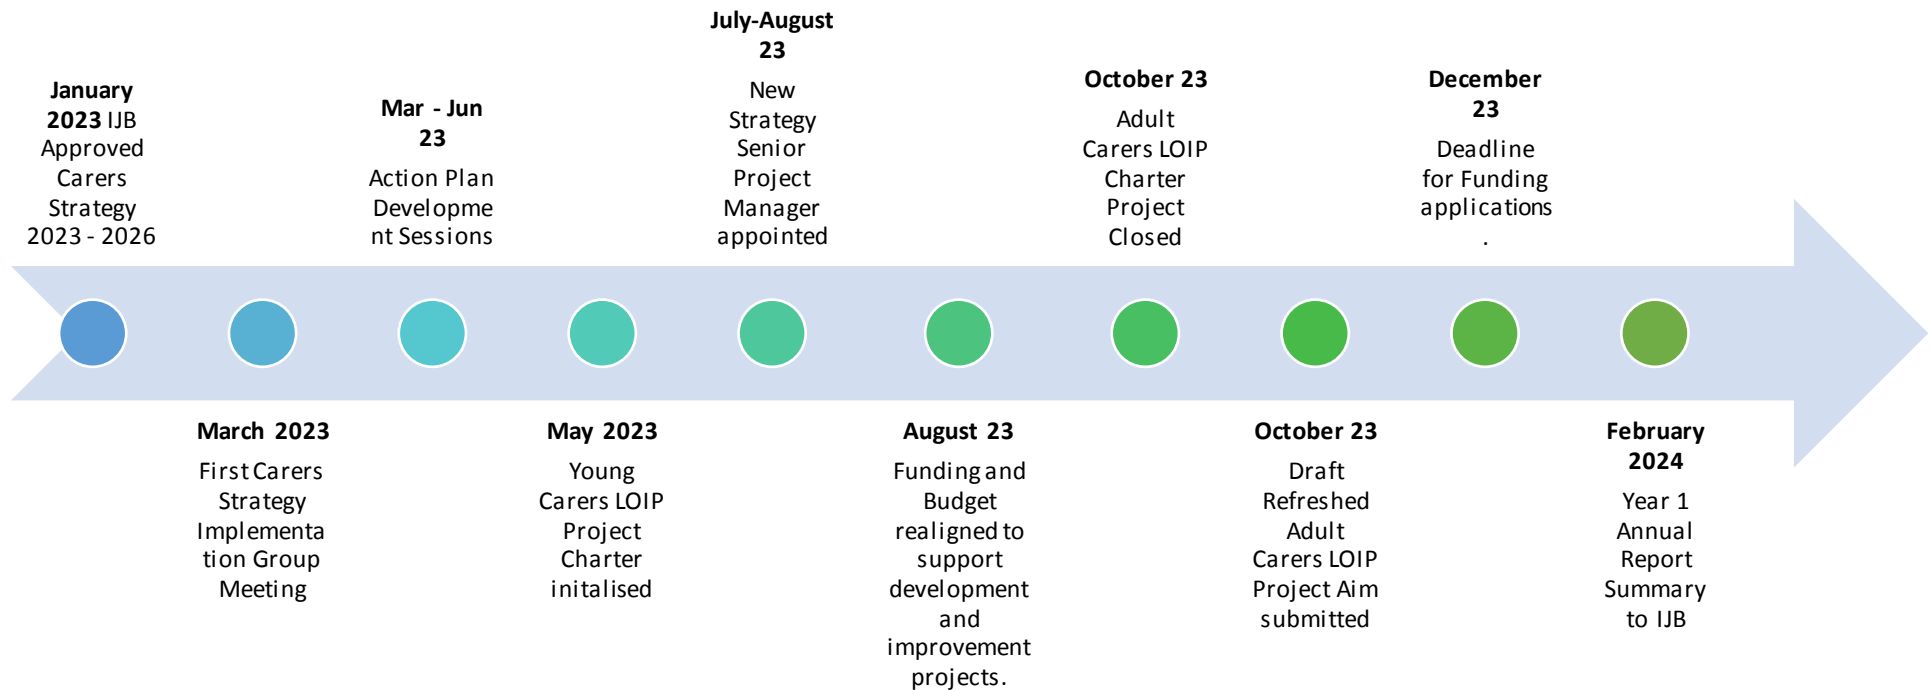 January
2023 IJB
Approved
Carers
Strategy
2023 - 2026
March 2023
First Carers
Strategy
Implementa
tion Group
Meeting
Mar - Jun
23
Action Plan
Developme
nt Sessions
May 2023
Young
Carers LOIP
Project
Charter
initalised
July-August
23
New
Strategy
Senior
Project
Manager
appointed
August 23
Funding and
Budget
realigned to
support
development
and
improvement
projects.
October 23
Adult
Carers LOIP
Charter
Project
Closed
October 23
Draft
Refreshed
Adult
Carers LOIP
Project Aim
submitted
December
23
Deadline
for Funding
applications
.
February
2024
Year 1
Annual
Report
Summary
to IJB